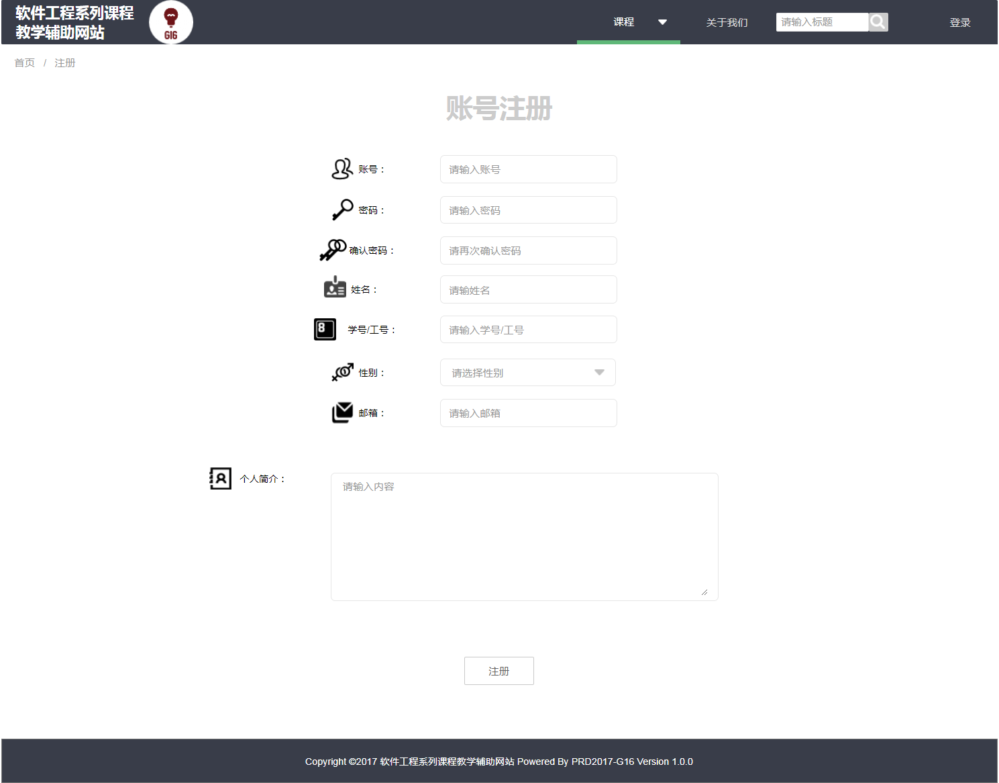 软件工程系列课程
教学辅助网站
G16
课程
关于我们
请输入标题
登录
首页 / 注册
账号注册
账号：
请输入账号
密码：
请输入密码
确认密码：
请再次确认密码
姓名：
请输姓名
8
学号/工号：
请输入学号/工号
性别：
请选择性别
邮箱：
请输入邮箱
个人简介：
请输入内容
注册
Copyright ©2017 软件工程系列课程教学辅助网站 Powered By PRD2017-G16 Version 1.0.0